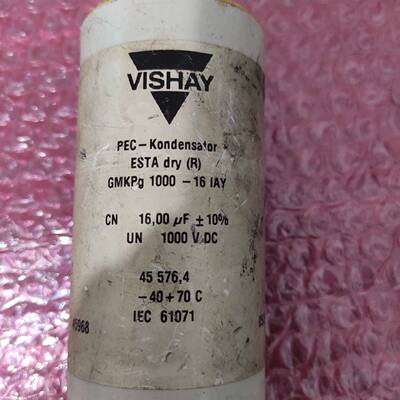 VISHAY
PEC-Kondensator
ESTA dry (R)
GMKPg 1000 - 16 IAY
CN 16,00 µF ± 10%
UN 1000 V DC
45 576,4
-40 + 70 C
IEC 61071